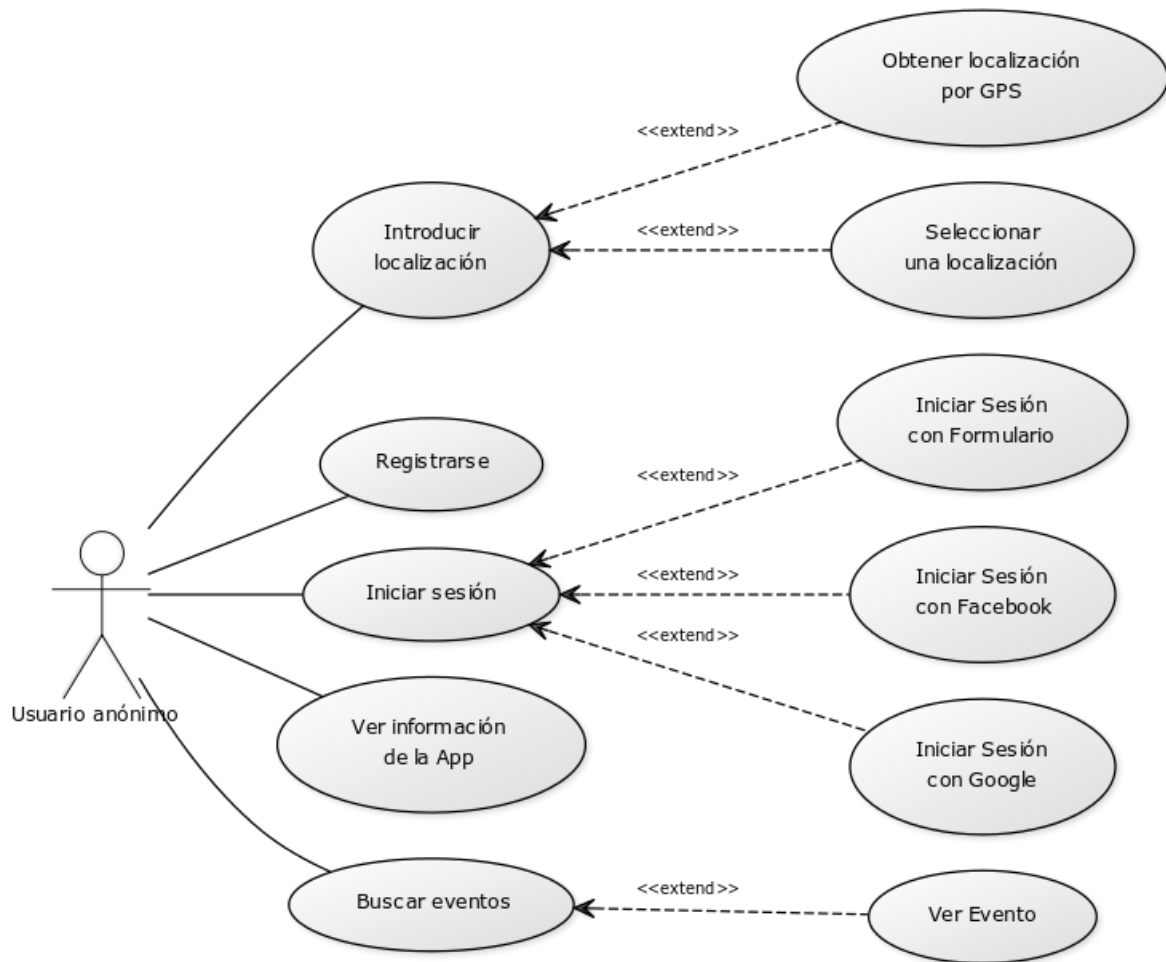 Obtener localización
por GPS
<<extend>>
Introducir
localización
<<extend>>
Seleccionar
una localización
Iniciar Sesión
con Formulario
<<extend>>
Registrarse
Iniciar sesión
<<extend>>
Iniciar Sesión
con Facebook
<<extend>>
Usuario anónimo
Ver información
de la App
Iniciar Sesión
con Google
Buscar eventos
<<extend>>
Ver Evento